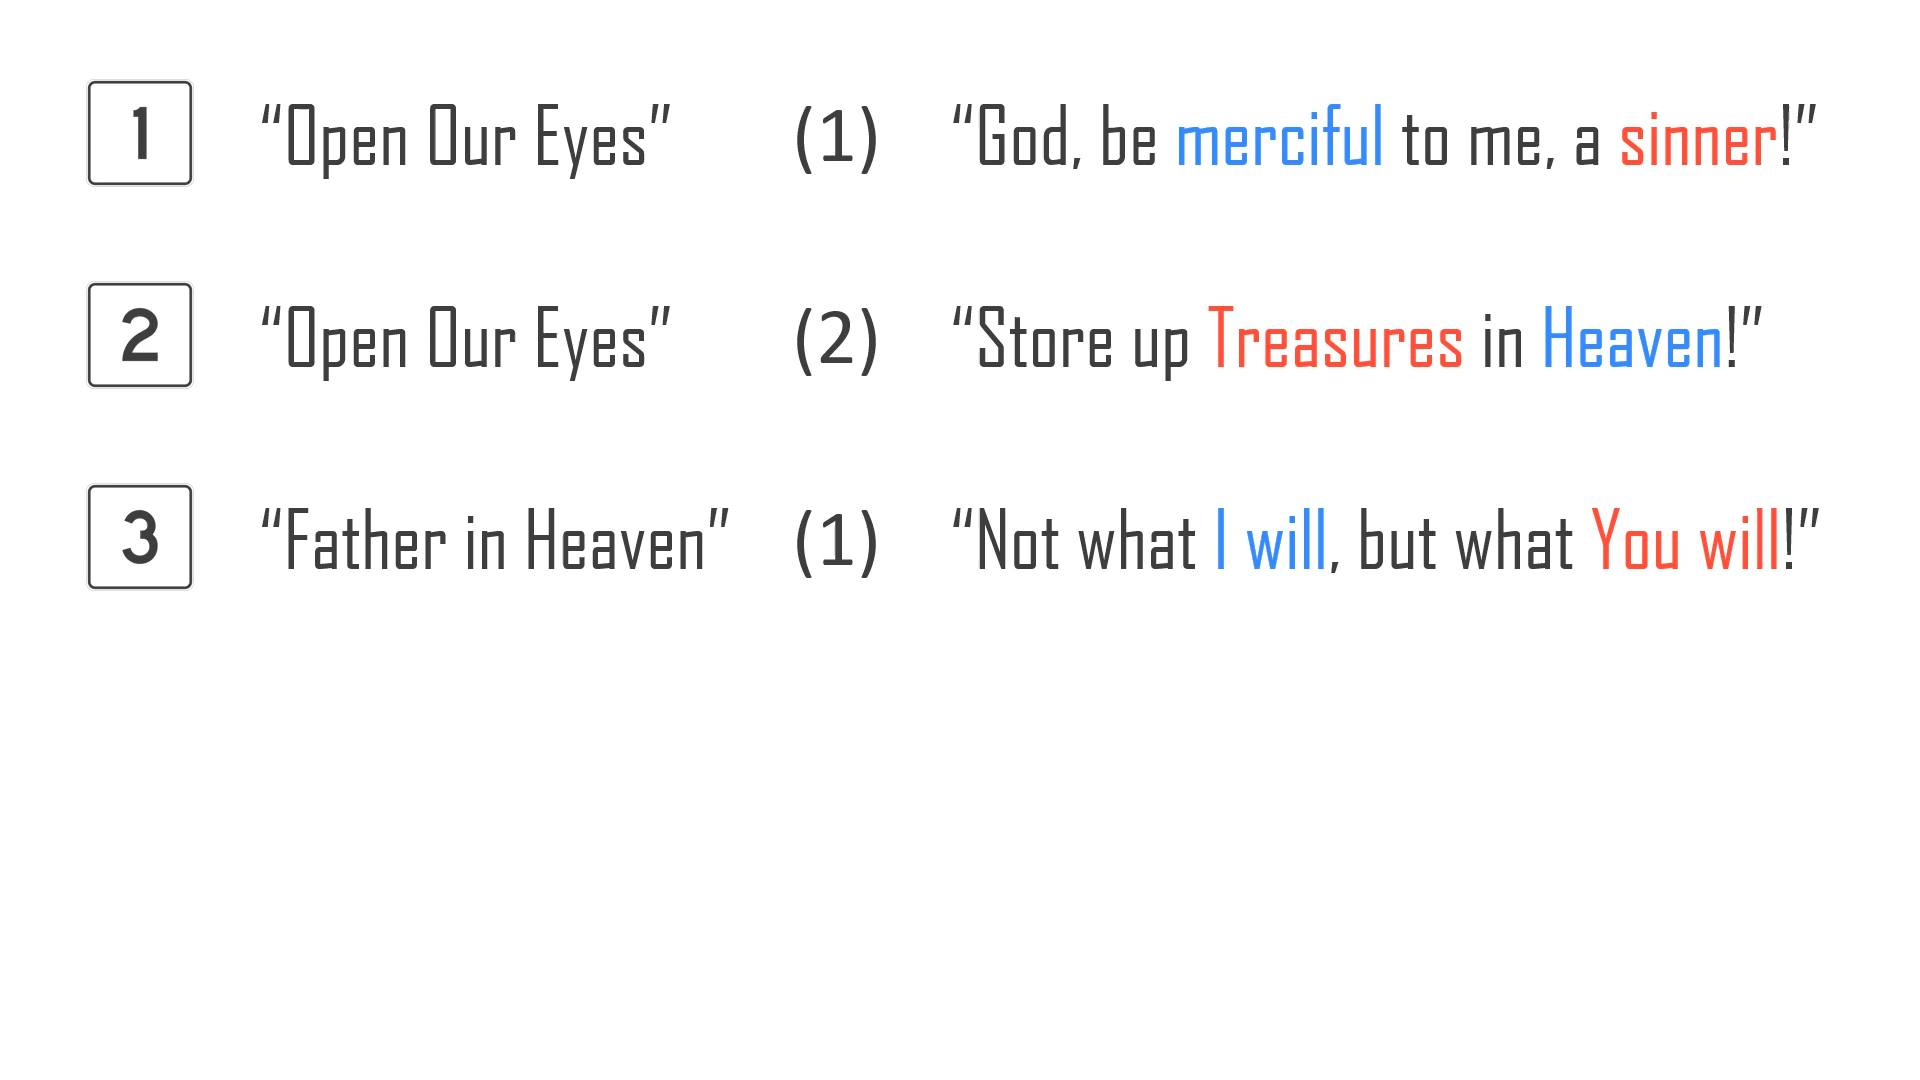 1 “Open Our Eyes” (1) “God, be merciful to me, a sinner!”
2 “Open Our Eyes” (2) “Store up Treasures in Heaven!”
3 “Father in Heaven” (1) “Not what I will, but what You will!”